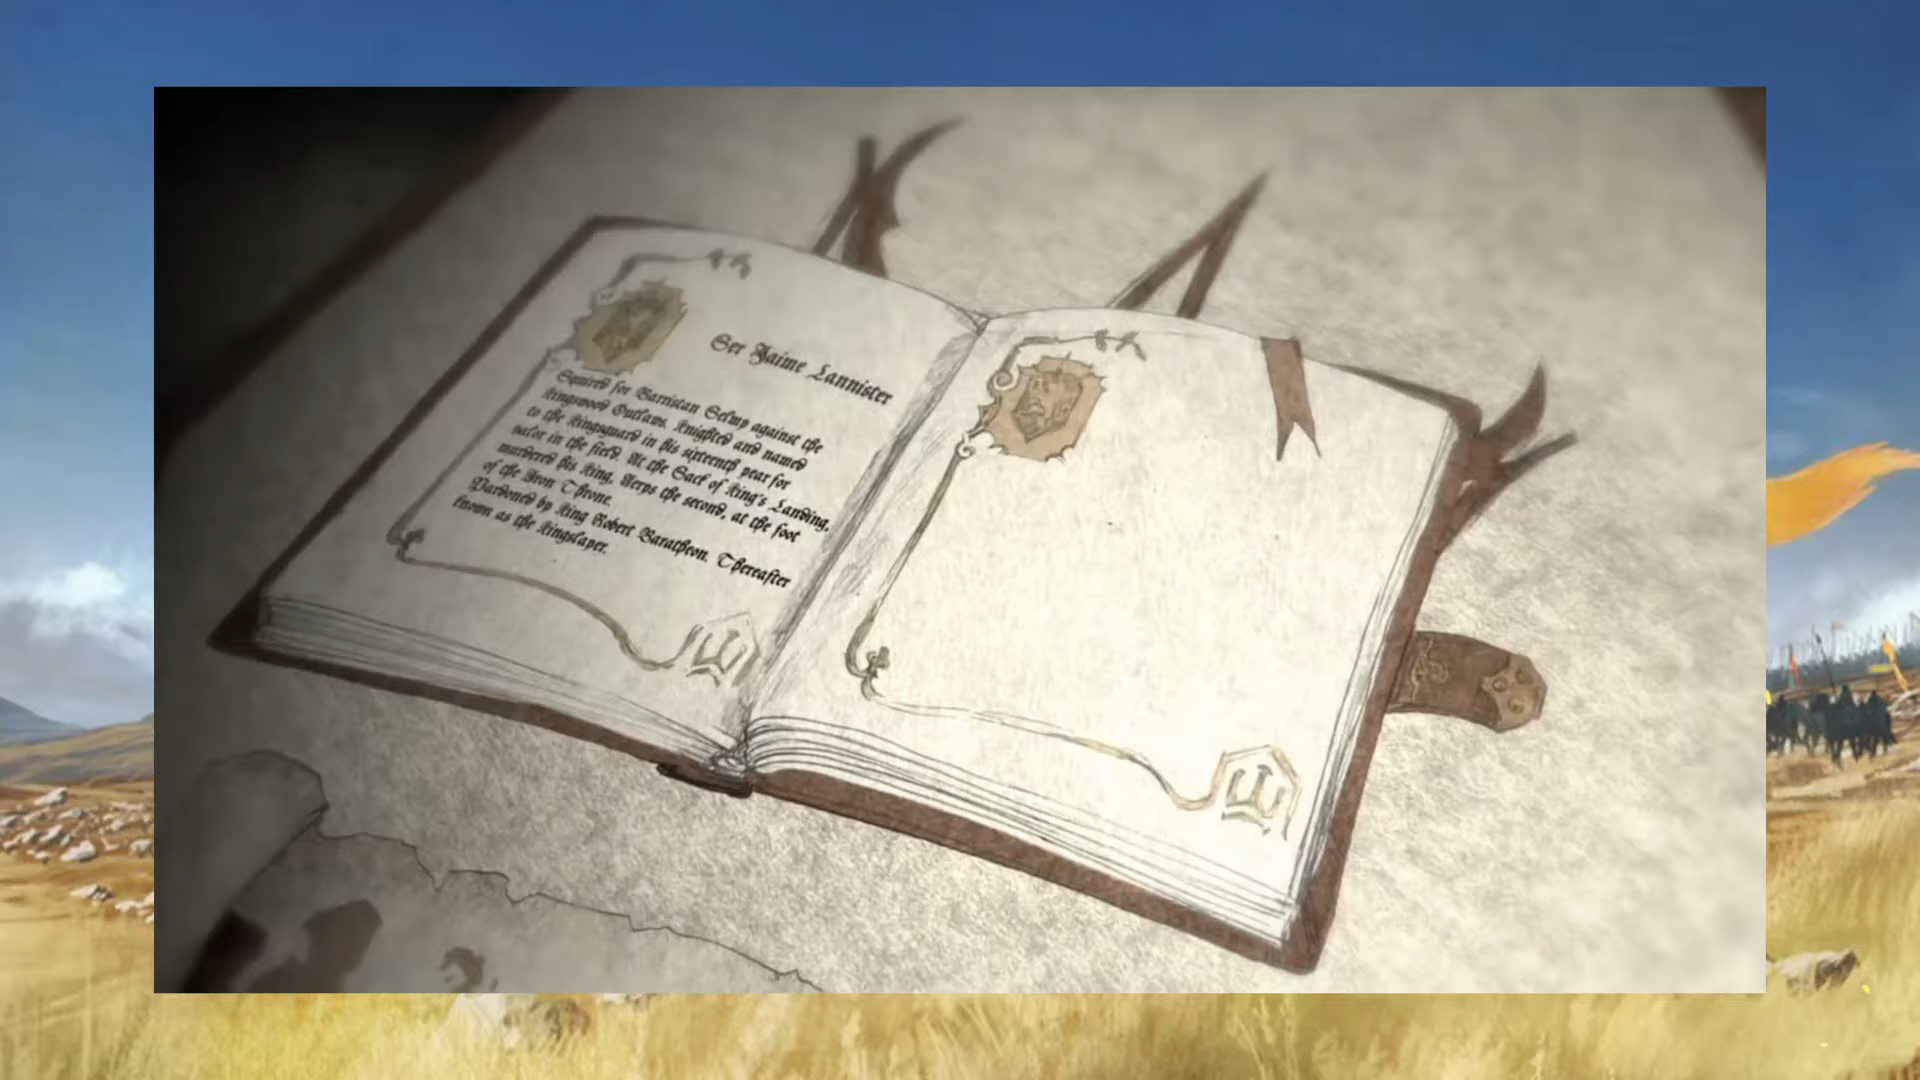 Ser Jaime Lannister
Squired for Barristan Selmy against the
Kingswood Outlaws. Knighted and named
to the Kingsguard in his sixteenth year for
valor in the field. At the Sack of King's Landing,
murdered his King, Aerys the second, at the foot
of the Iron Throne.
Pardoned by King Robert Baratheon. Thereafter
known as the Kingslayer.